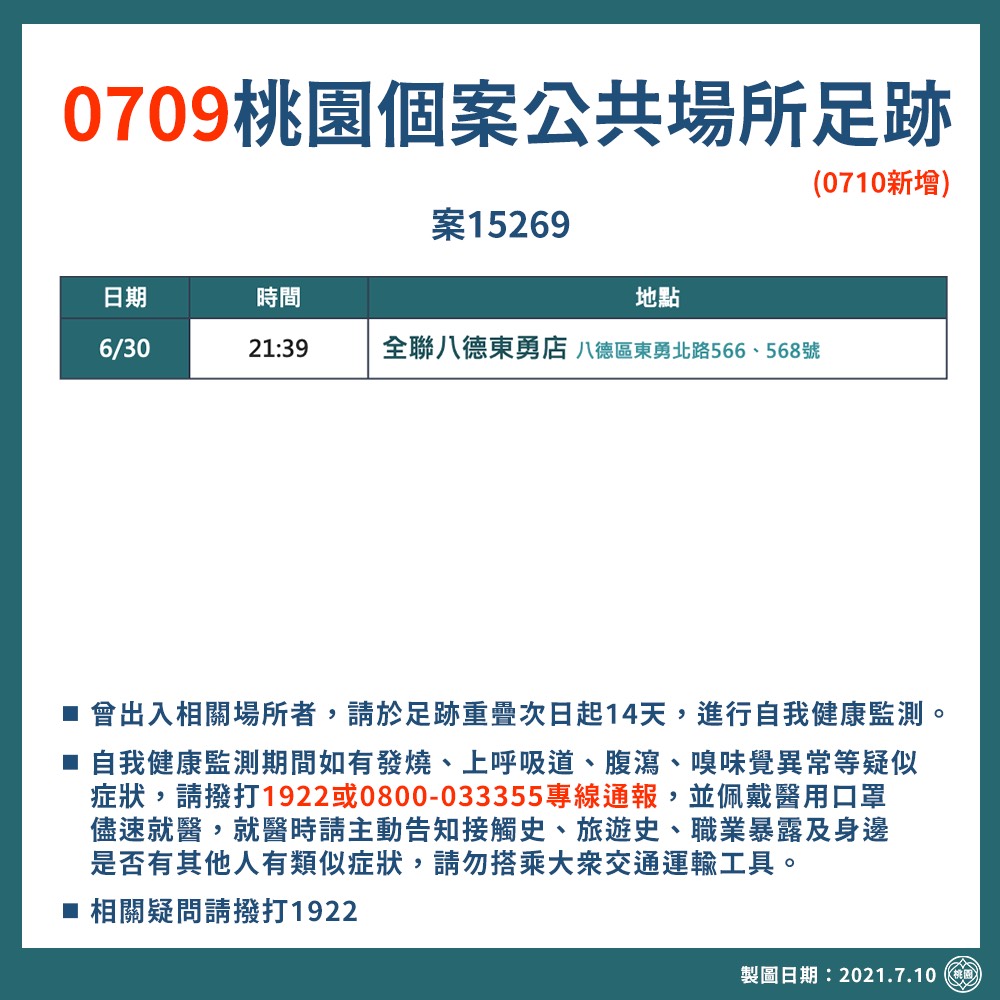 0709桃園個案公共場所足跡
(0710新增)
案15269
日期 時間 地點
6/30 21:39 全聯八德東勇店 八德區東勇北路566、568號
■ 曾出入相關場所者，請於足跡重疊次日起14天，進行自我健康監測。
■ 自我健康監測期間如有發燒、上呼吸道、腹瀉、嗅味覺異常等疑似
症狀，請撥打1922或0800-033355專線通報，並佩戴醫用口罩
儘速就醫，就醫時請主動告知接觸史、旅遊史、職業暴露及身邊
是否有其他人有類似症狀，請勿搭乘大眾交通運輸工具。
■ 相關疑問請撥打1922
製圖日期：2021.7.10 桃園